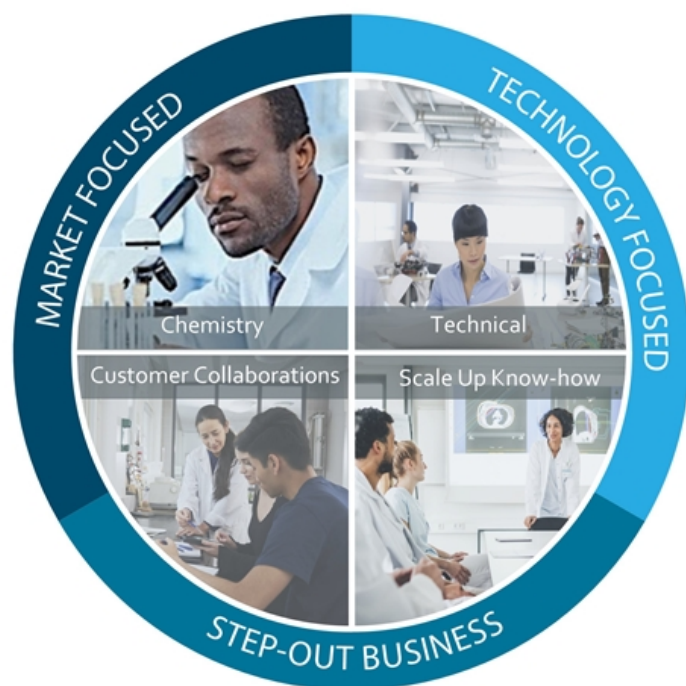 MARKET FOCUSED
TECHNOLOGY FOCUSED
Chemistry
Technical
Customer Collaborations
Scale Up Know-how
STEP-OUT BUSINESS